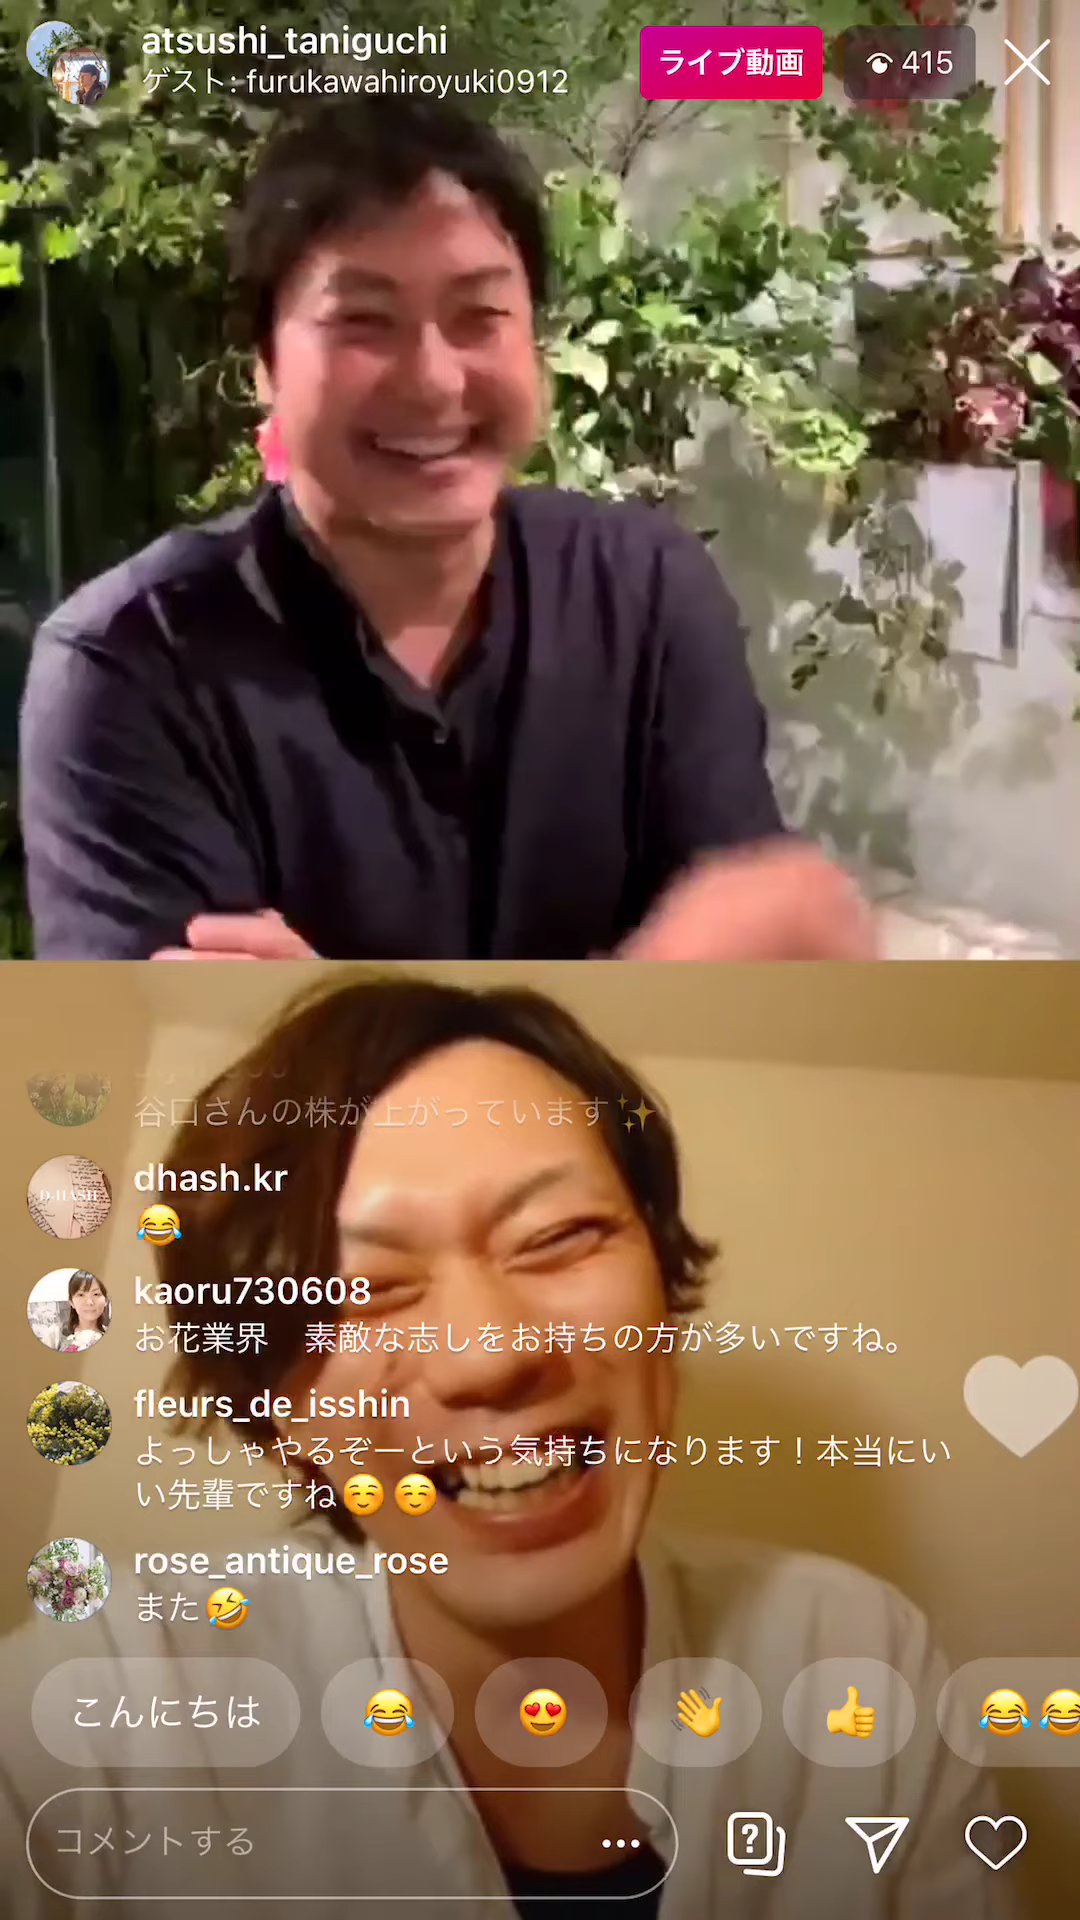 atsushi_taniguchi
ゲスト: furukawahiroyuki0912
ライブ動画
415
谷口さんの株が上がっています✨
dhash.kr
😂
kaoru730608
お花業界　素敵な志しをお持ちの方が多いですね。
fleurs_de_isshin
よっしゃやるぞーという気持ちになります！本当にい
い先輩ですね☺️ ☺️
rose_antique_rose
また🤣
こんにちは
😂
😍
👋
👍
😂😂
コメントする